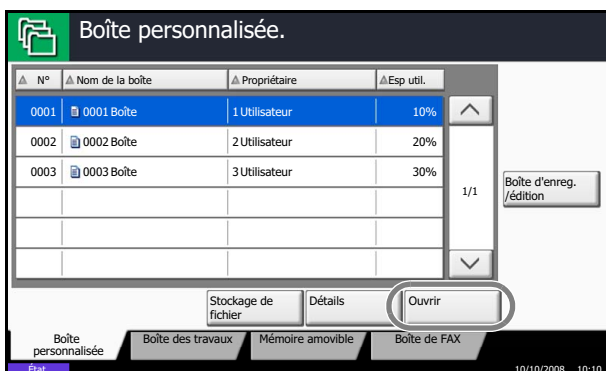 Boîte personnalisée.
N° Nom de la boîte Propriétaire Esp util.
0001 0001 Boîte 1 Utilisateur 10%
0002 0002 Boîte 2 Utilisateur 20%
0003 0003 Boîte 3 Utilisateur 30%
1/1
Boîte d'enreg.
/édition
Stockage de
fichier
Détails
Ouvrir
Boîte
personnalisée
Boîte des travaux
Mémoire amovible
Boîte de FAX
État
10/10/2008 10:10